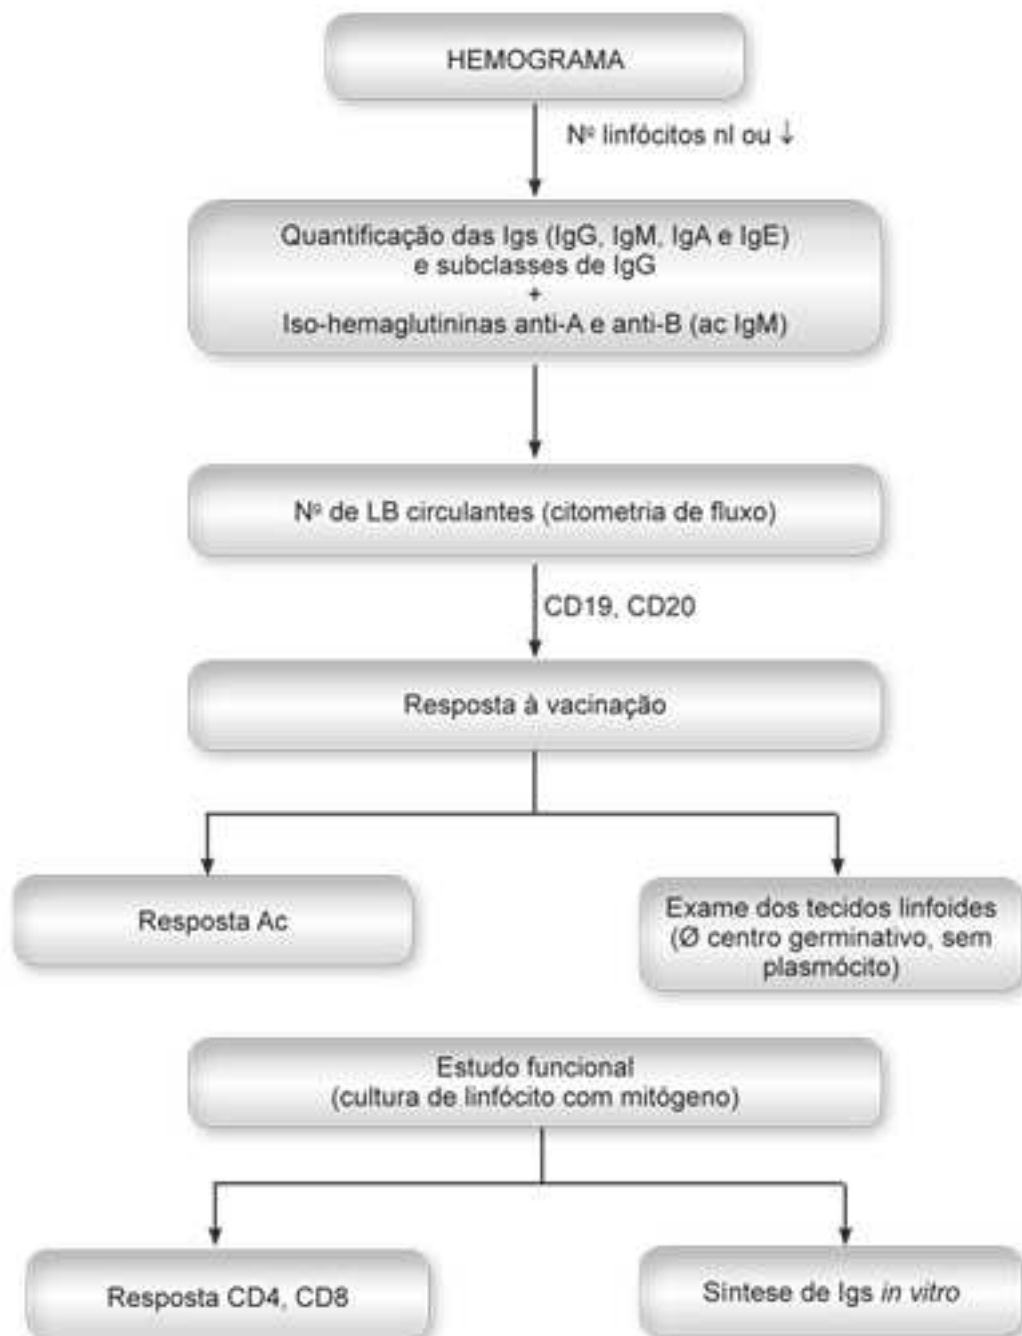 HEMOGRAMA
Nº linfócitos nl ou ↓
Quantificação das Igs (IgG, IgM, IgA e IgE)
e subclasses de IgG
+
Iso-hemaglutininas anti-A e anti-B (ac IgM)
Nº de LB circulantes (citometria de fluxo)
CD19, CD20
Resposta à vacinação
Resposta Ac
Exame dos tecidos linfoides
(Ø centro germinativo, sem
plasmócito)
Estudo funcional
(cultura de linfócito com mitógeno)
Resposta CD4, CD8
Síntese de Igs in vitro